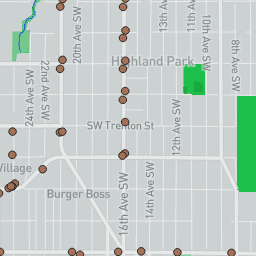 20th Ave SW
13th Ave
11th Ave
10th Ave SW
8th Ave SW
Highland Park
22nd Ave SW
24th Ave SW
SW Trenton St
12th Ave SW
Village
Burger Boss
16th Ave SW
14th Ave SW